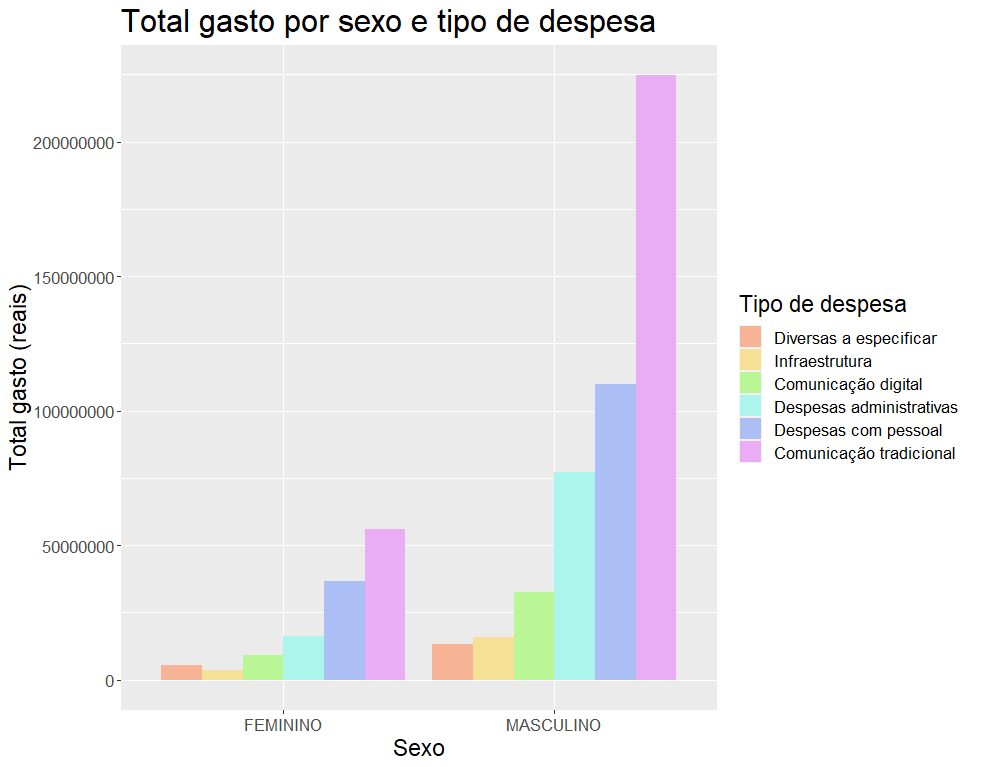 Total gasto por sexo e tipo de despesa
Total gasto (reais)
200000000
150000000
100000000
50000000
0
FEMININO
MASCULINO
Sexo
Tipo de despesa
Diversas a especificar
Infraestrutura
Comunicação digital
Despesas administrativas
Despesas com pessoal
Comunicação tradicional